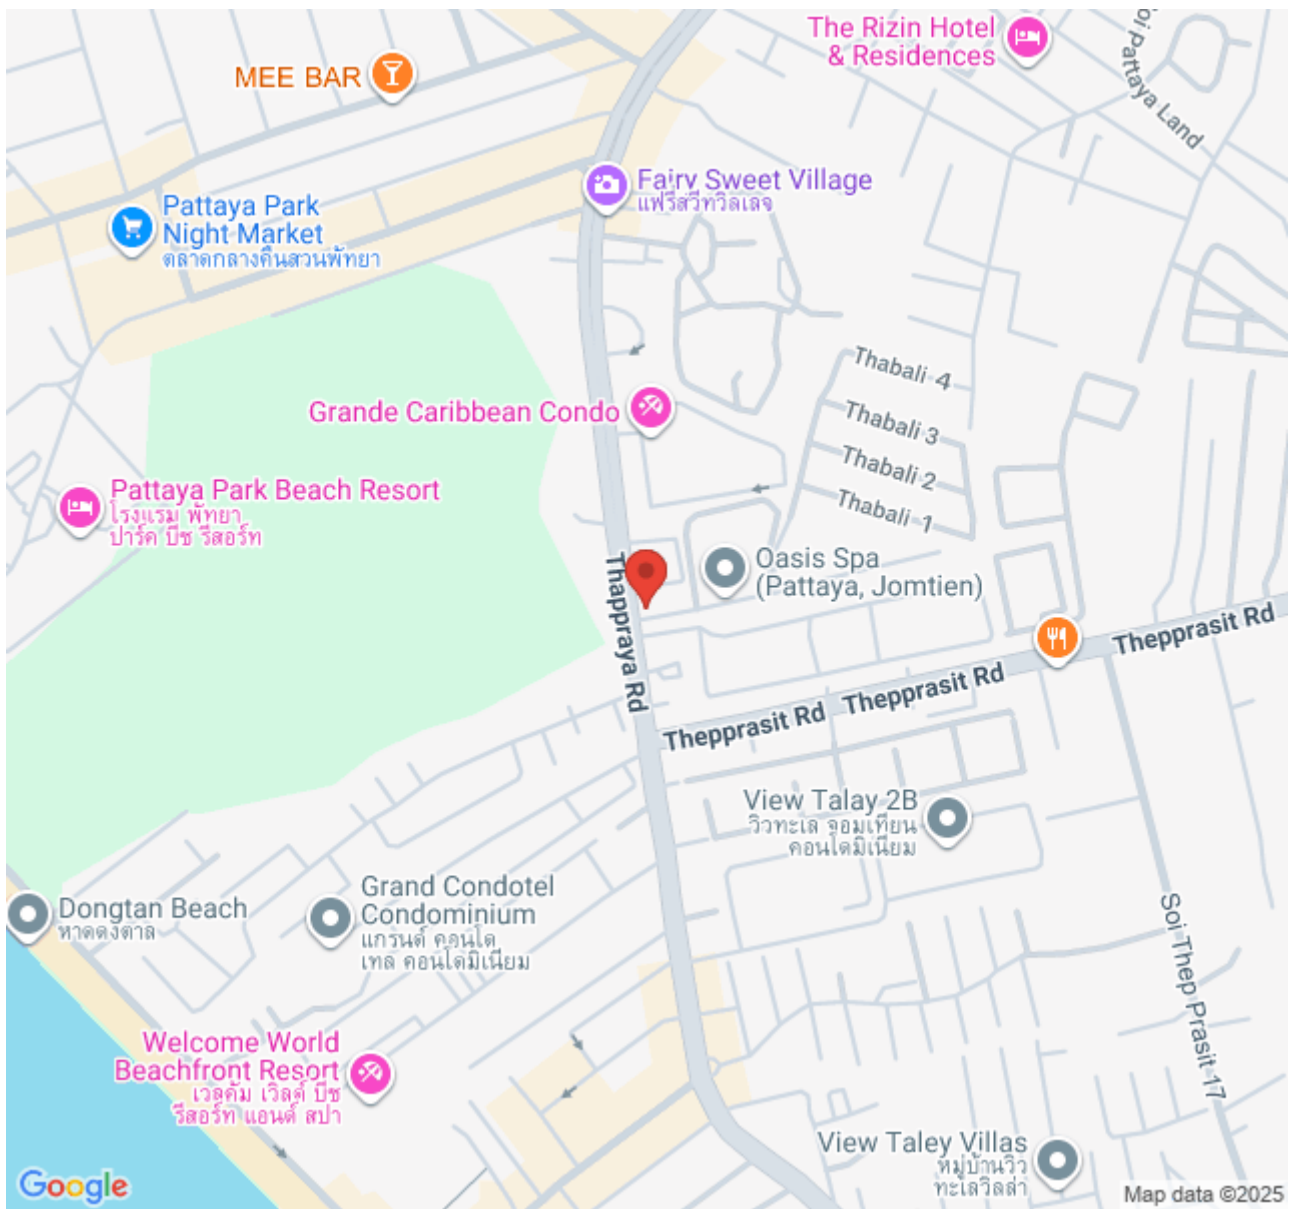 The Rizin Hotel
& Residences
Soi Pattaya Land
MEE BAR
Fairy Sweet Village
แฟรี่สวีทวิลเลจ
Pattaya Park
Night Market
ตลาดกลางคืนสวนพัทยา
Thabali 4
Grande Caribbean Condo
Thabali 3
Thabali 2
Thabali 1
Pattaya Park Beach Resort
โรงแรม พัทยา
ปาร์ค บีช รีสอร์ท
Oasis Spa
(Pattaya, Jomtien)
Thappraya Rd
Thepprasit Rd
Thepprasit Rd
Thepprasit Rd
View Talay 2B
วิวทะเล จอมเทียน
คอนโดมิเนียม
Grand Condotel
Condominium
แกรนด์ คอนโด
เทล คอนโดมิเนียม
Dongtan Beach
หาดดงตาล
Soi Thep Prasit 17
Welcome World
Beachfront Resort
เวลคัม เวิลด์ บีช
รีสอร์ท แอนด์ สปา
View Taley Villas
หมู่บ้านวิว
ทะเลวิลล่า
Google
Map data ©2025